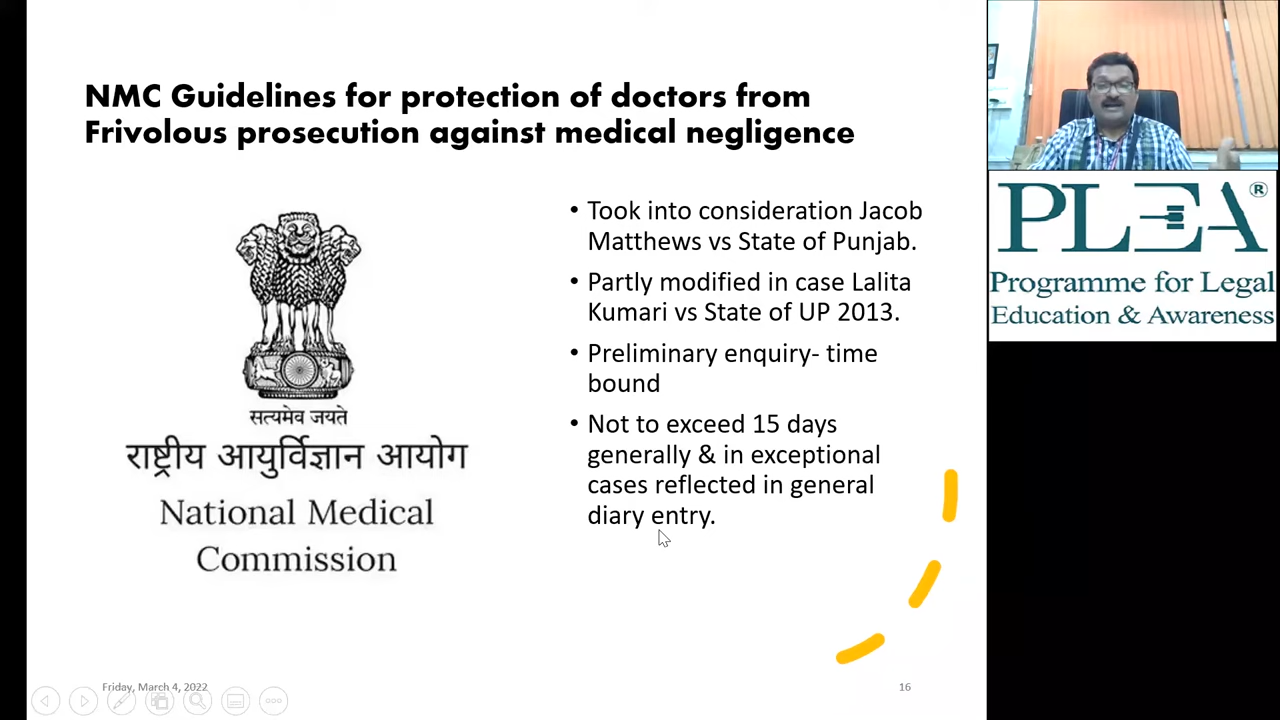 NMC Guidelines for protection of doctors from
Frivolous prosecution against medical negligence
• Took into consideration Jacob
Matthews vs State of Punjab.
• Partly modified in case Lalita
Kumari vs State of UP 2013.
• Preliminary enquiry- time
bound
• Not to exceed 15 days
generally & in exceptional
cases reflected in general
diary entry.
सत्यमेव जयते
राष्ट्रीय आयुर्विज्ञान आयोग
National Medical
Commission
Friday, March 4, 2022
16
PLEA®
Programme for Legal
Education & Awareness